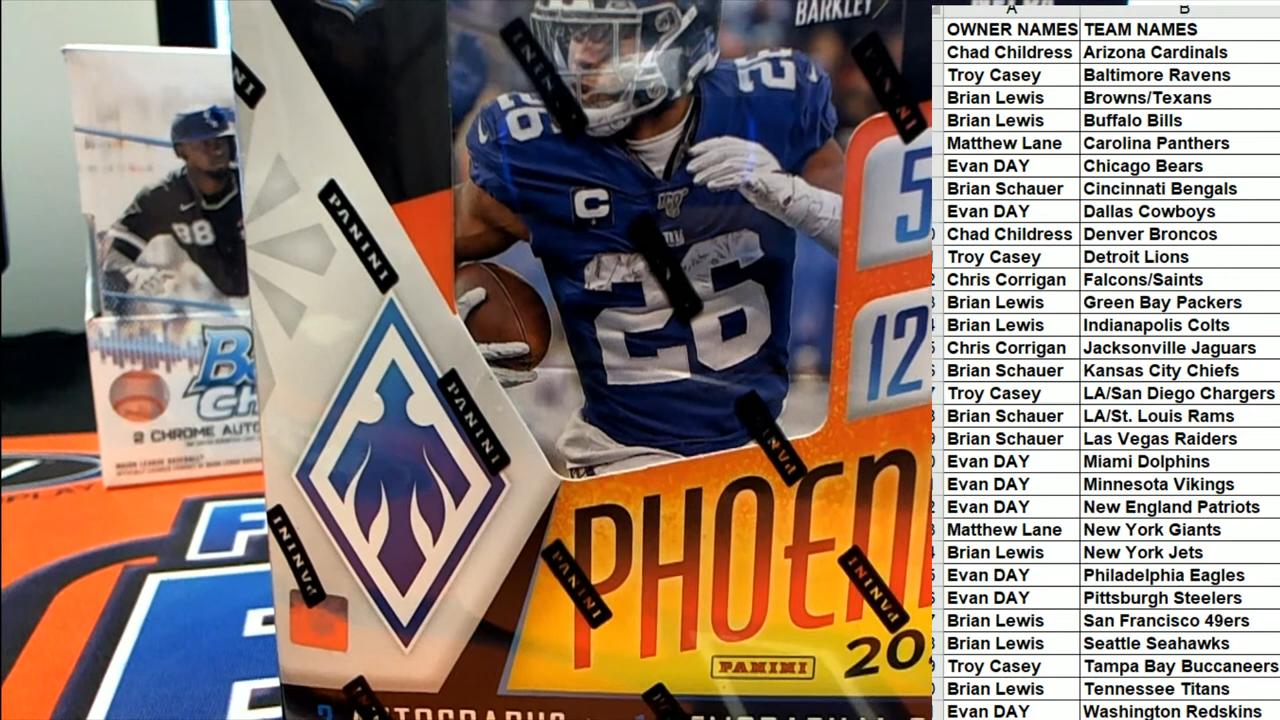 BARKLEY
26
26
C
26
5
12
98
2 CHROME AUTO
PANINI
PANINI
PANINI
PANINI
PANINI
PANINI
PANINI
PANINI
PHOEN
PANINI
20
A B
OWNER NAMES TEAM NAMES
Chad Childress Arizona Cardinals
Troy Casey Baltimore Ravens
Brian Lewis Browns/Texans
Brian Lewis Buffalo Bills
Matthew Lane Carolina Panthers
Evan DAY Chicago Bears
Brian Schauer Cincinnati Bengals
Evan DAY Dallas Cowboys
Chad Childress Denver Broncos
Troy Casey Detroit Lions
Chris Corrigan Falcons/Saints
Brian Lewis Green Bay Packers
Brian Lewis Indianapolis Colts
Chris Corrigan Jacksonville Jaguars
Brian Schauer Kansas City Chiefs
Troy Casey LA/San Diego Chargers
Brian Schauer LA/St. Louis Rams
Brian Schauer Las Vegas Raiders
Evan DAY Miami Dolphins
Evan DAY Minnesota Vikings
Evan DAY New England Patriots
Matthew Lane New York Giants
Brian Lewis New York Jets
Evan DAY Philadelphia Eagles
Evan DAY Pittsburgh Steelers
Brian Lewis San Francisco 49ers
Brian Lewis Seattle Seahawks
Troy Casey Tampa Bay Buccaneers
Brian Lewis Tennessee Titans
Evan DAY Washington Redskins